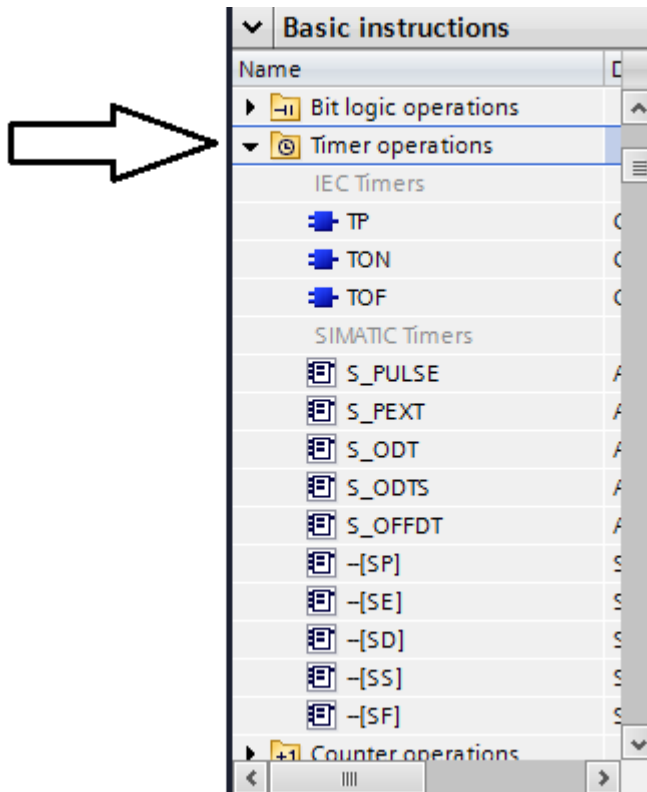 Basic instructions
Name
Bit logic operations
Timer operations
IEC Timers
TP
TON
TOF
SIMATIC Timers
S_PULSE
S_PEXT
S_ODT
S_ODTS
S_OFFDT
--[SP]
--[SE]
--[SD]
--[SS]
--[SF]
+1 Counter operations